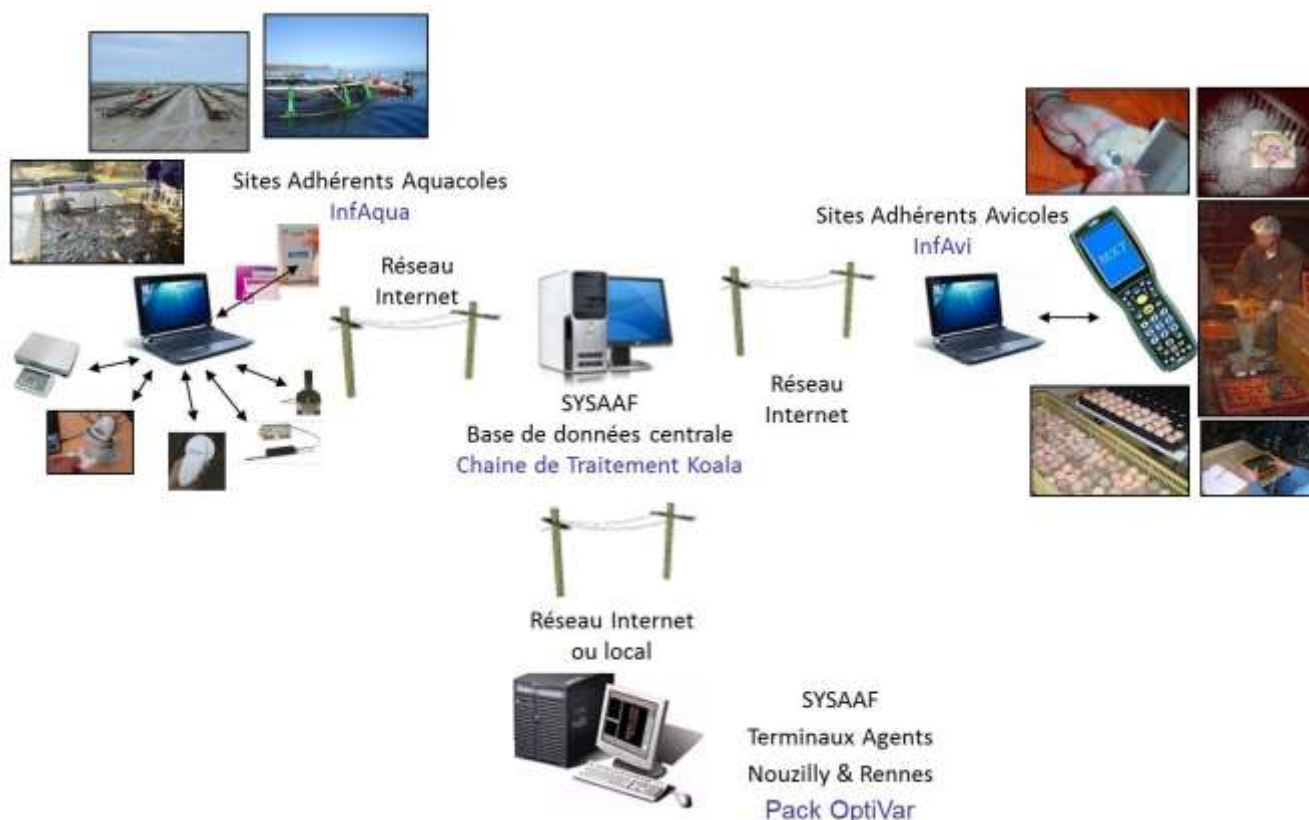 Sites Adhérents Aquacoles
InfAqua
Réseau
Internet
Sites Adhérents Avicoles
InfAvi
Réseau
Internet
SYSAAF
Base de données centrale
Chaine de Traitement Koala
Réseau Internet
ou local
SYSAAF
Terminaux Agents
Nouzilly & Rennes
Pack OptiVar